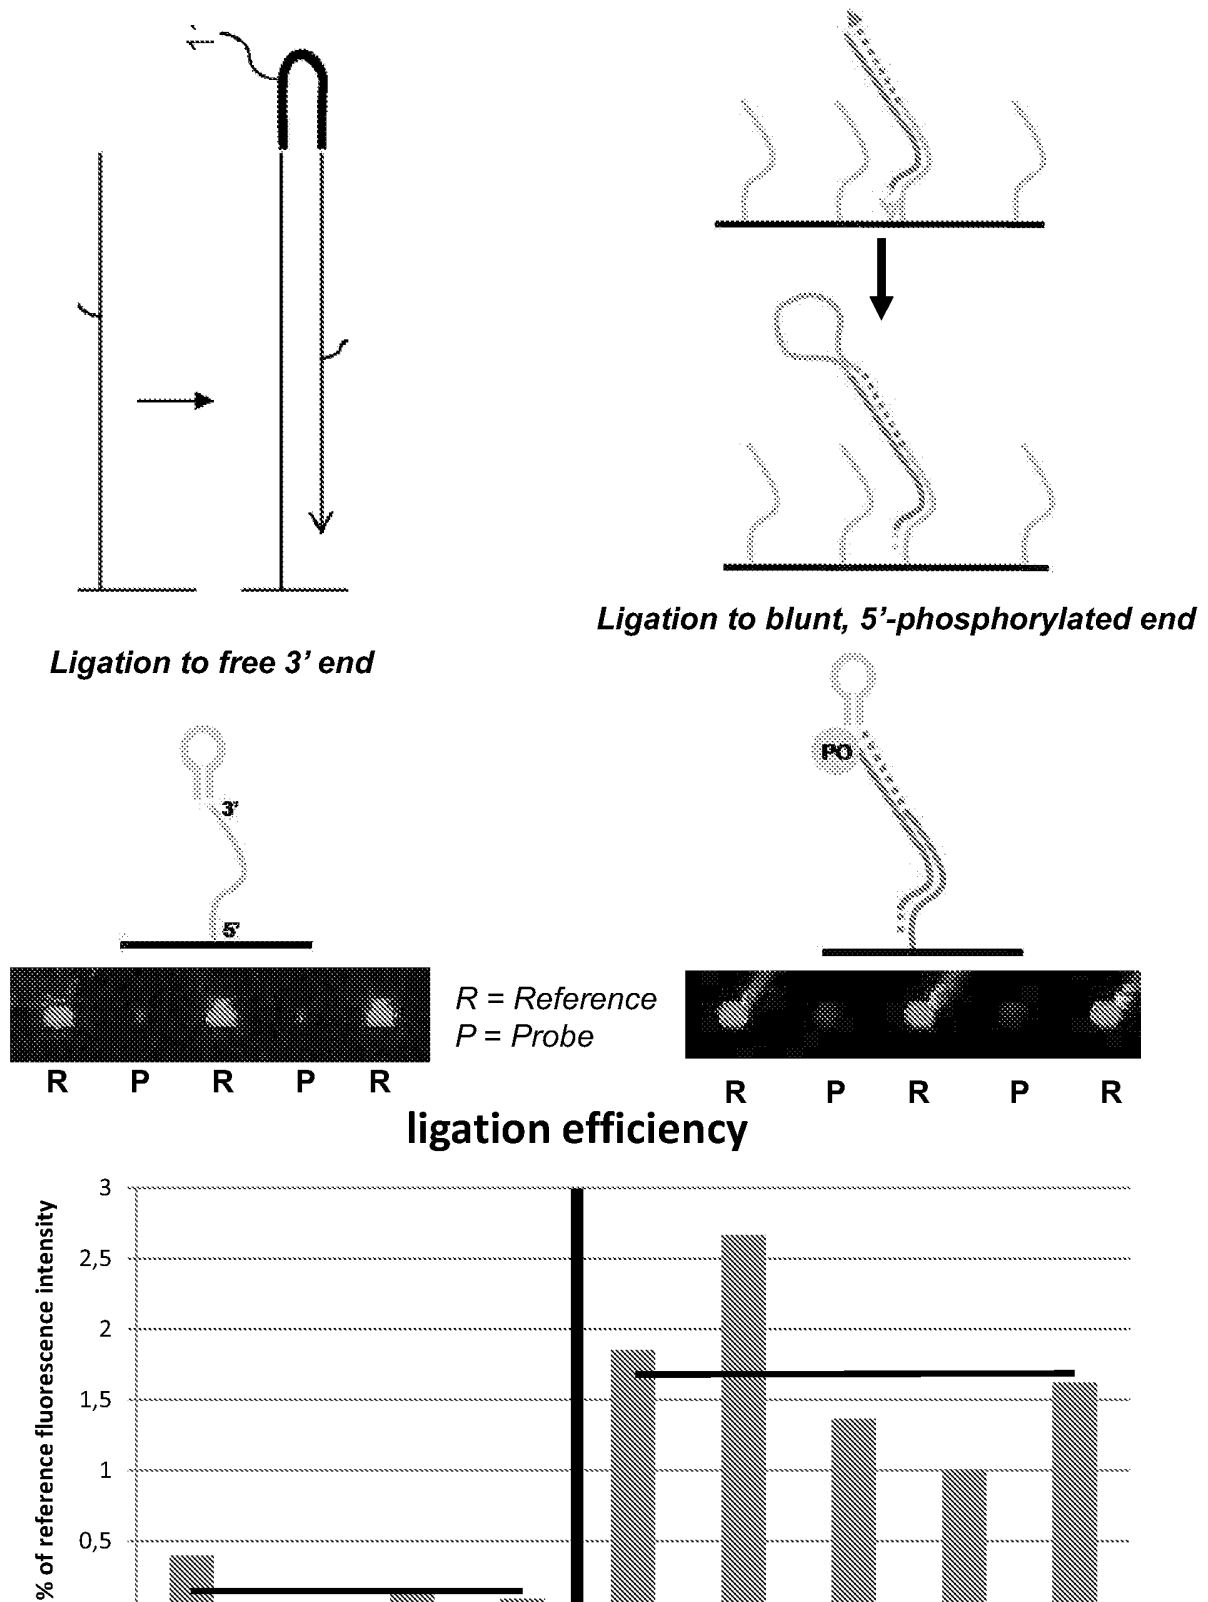 1'
Ligation to blunt, 5'-phosphorylated end
Ligation to free 3' end
PO
3'
5'
R = Reference
P = Probe
R P R P R
R P R P R
ligation efficiency
% of reference fluorescence intensity
3
2,5
2
1,5
1
0,5